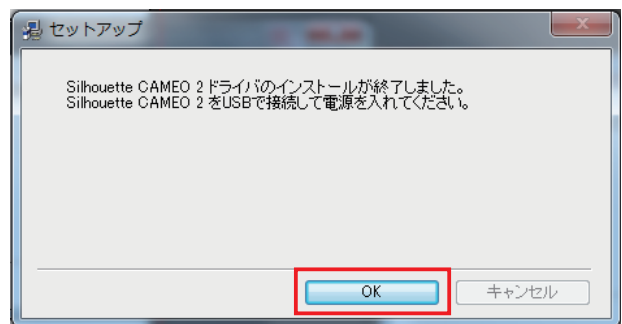 セットアップ
Silhouette CAMEO 2 ドライバのインストールが終了しました。
Silhouette CAMEO 2 をUSBで接続して電源を入れてください。
OK
キャンセル